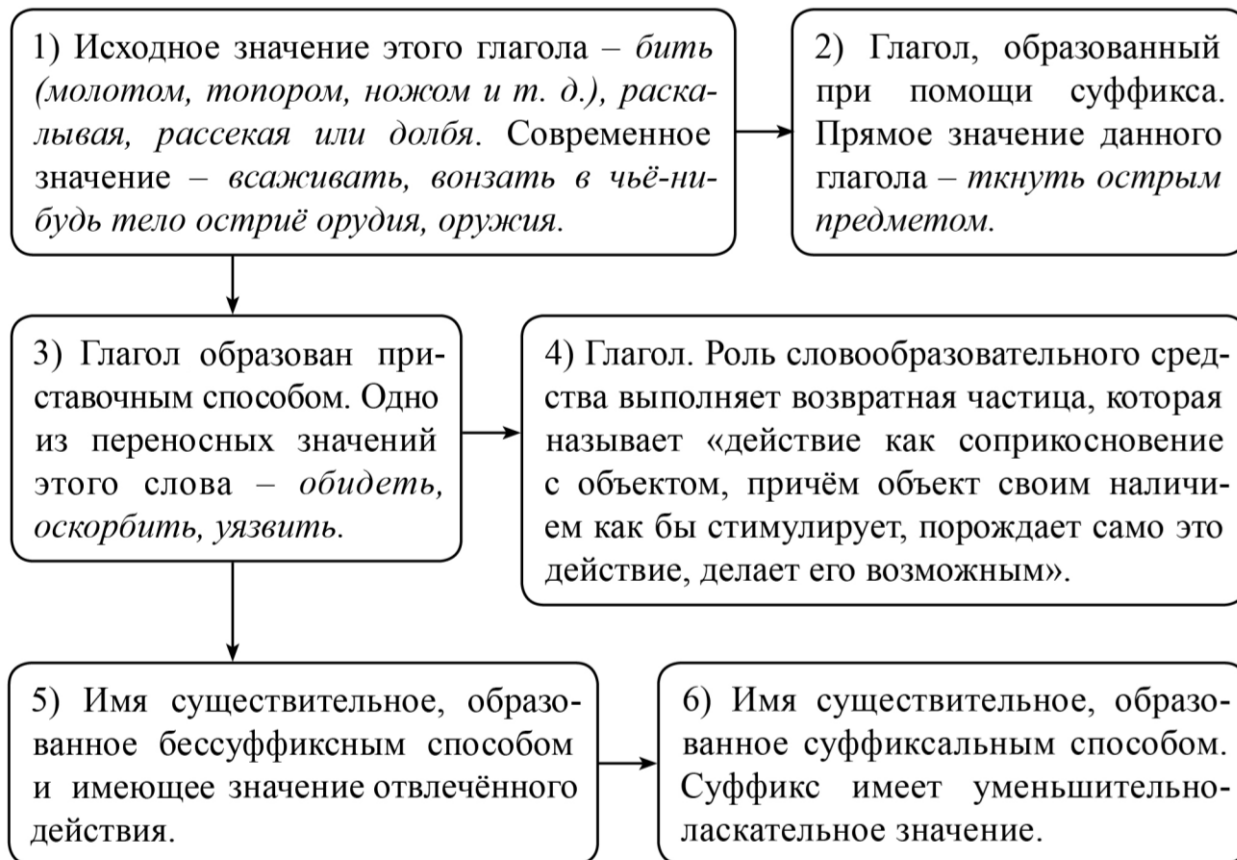 1) Исходное значение этого глагола – бить
(молотом, топором, ножом и т. д.), раска-
лывая, рассекая или долбя. Современное
значение – всаживать, вонзать в чьё-ни-
будь тело остриё орудия, оружия.
2) Глагол, образованный
при помощи суффикса.
Прямое значение данного
глагола – ткнуть острым
предметом.
3) Глагол образован при-
ставочным способом. Одно
из переносных значений
этого слова – обидеть,
оскорбить, уязвить.
4) Глагол. Роль словообразовательного сред-
ства выполняет возвратная частица, которая
называет «действие как соприкосновение
с объектом, причём объект своим наличи-
ем как бы стимулирует, порождает само это
действие, делает его возможным».
5) Имя существительное, образо-
ванное бессуффиксным способом
и имеющее значение отвлечённого
действия.
6) Имя существительное, образо-
ванное суффиксальным способом.
Суффикс имеет уменьшительно-
ласкательное значение.